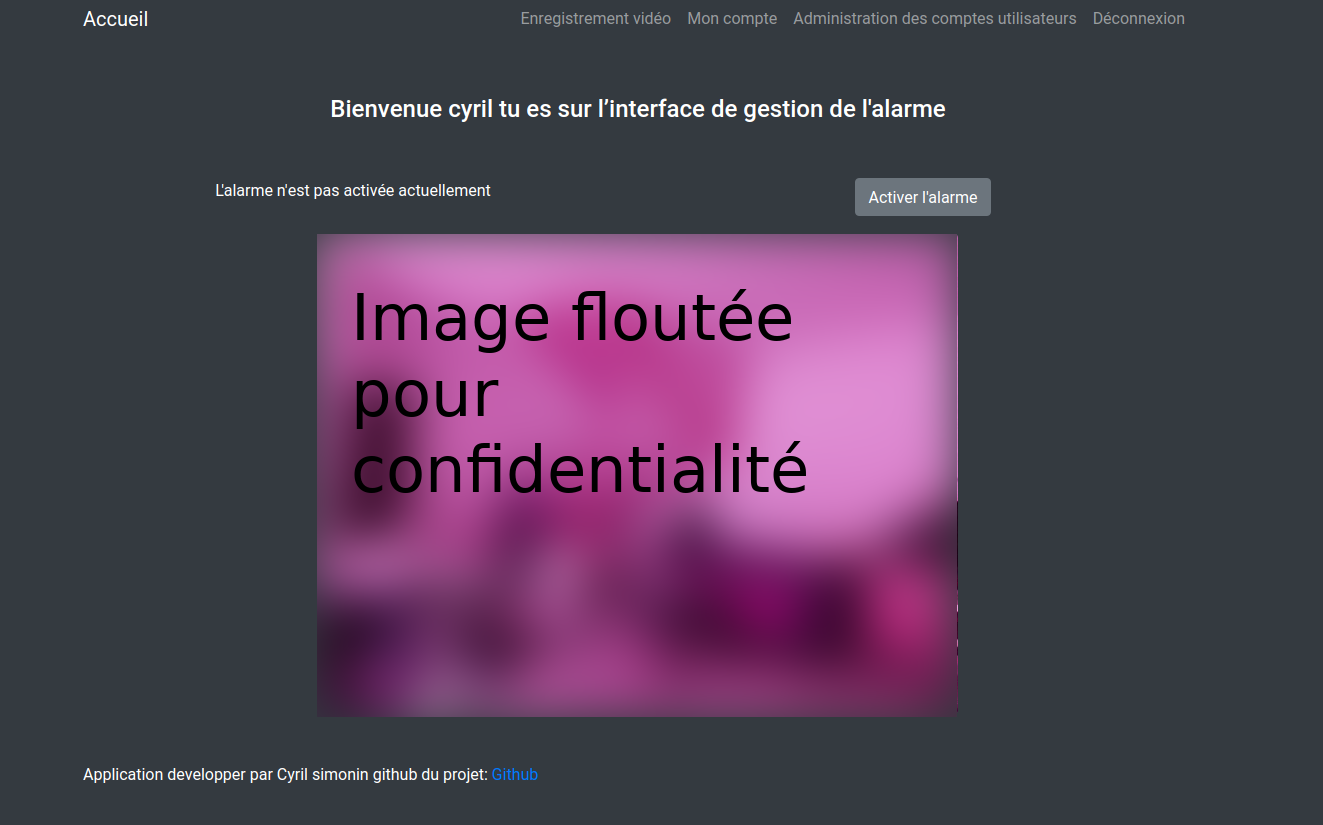 Accueil Enregistrement vidéo Mon compte Administration des comptes utilisateurs Déconnexion
Bienvenue cyril tu es sur l’interface de gestion de l'alarme
L'alarme n'est pas activée actuellement Activer l'alarme
Image floutée
pour
confidentialité
Application developper par Cyril simonin github du projet: Github